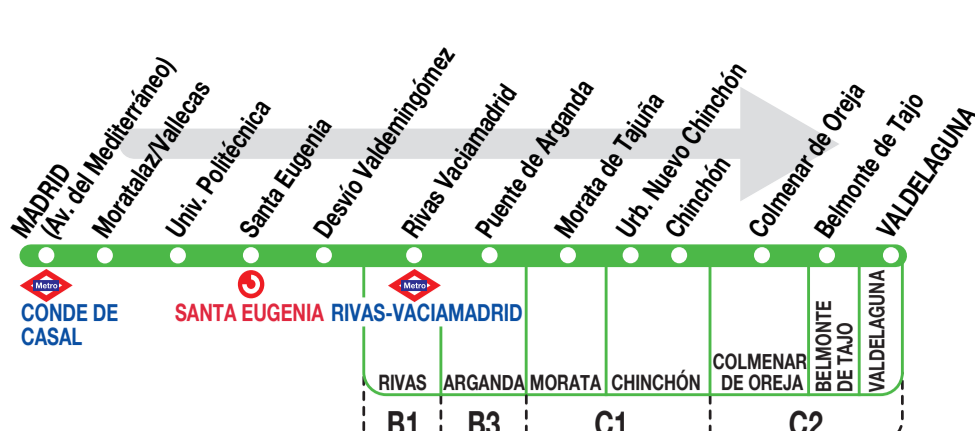 MADRID
(Av. del Mediterráneo)
Moratalaz/Vallecas
Univ. Politécnica
Santa Eugenia
Desvío Valdemingómez
Rivas Vaciamadrid
Puente de Arganda
Morata de Tajuña
Urb. Nuevo Chinchón
Chinchón
Colmenar de Oreja
Belmonte de Tajo
VALDELAGUNA
Metro
CONDE DE
CASAL
SANTA EUGENIA
Metro
RIVAS-VACIAMADRID
RIVAS
ARGANDA
MORATA
CHINCHÓN
COLMENAR
DE OREJA
BELMONTE
DE TAJO
VALDELAGUNA
B1
B3
C1
C2